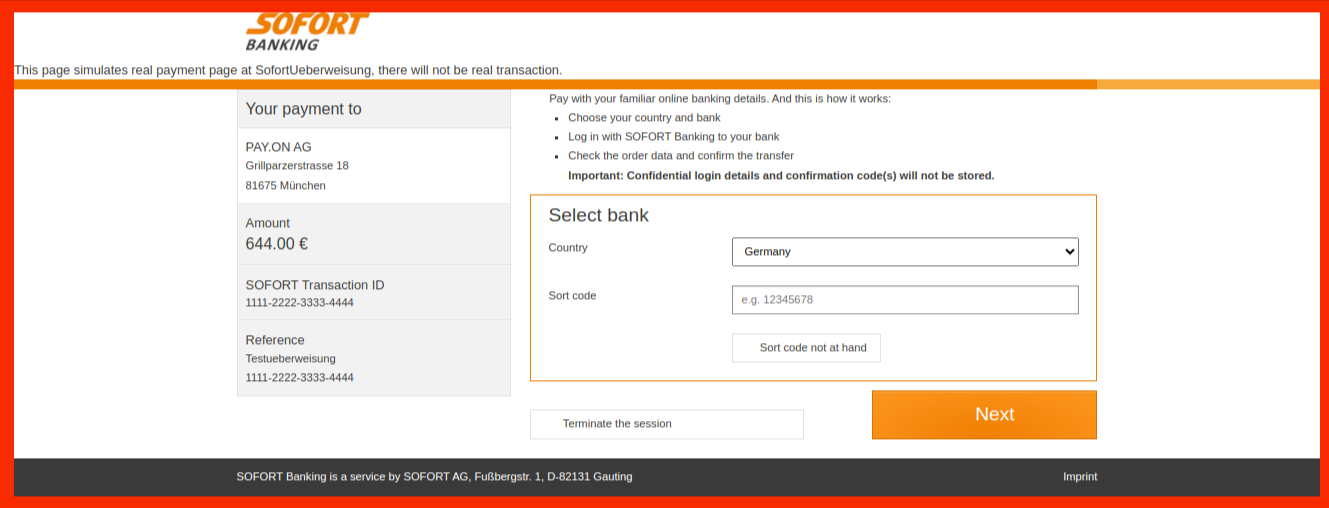 SOFORT
BANKING
This page simulates real payment page at SofortUeberweisung, there will not be real transaction.
Your payment to
PAY.ON AG
Grillparzerstrasse 18
81675 München
Amount
644.00 €
SOFORT Transaction ID
1111-2222-3333-4444
Reference
Testueberweisung
1111-2222-3333-4444
Pay with your familiar online banking details. And this is how it works:
Choose your country and bank
Log in with SOFORT Banking to your bank
Check the order data and confirm the transfer
Important: Confidential login details and confirmation code(s) will not be stored.
Select bank
Country
Germany
Sort code
e.g. 12345678
Sort code not at hand
Terminate the session
Next
SOFORT Banking is a service by SOFORT AG, Fußbergstr. 1, D-82131 Gauting
Imprint